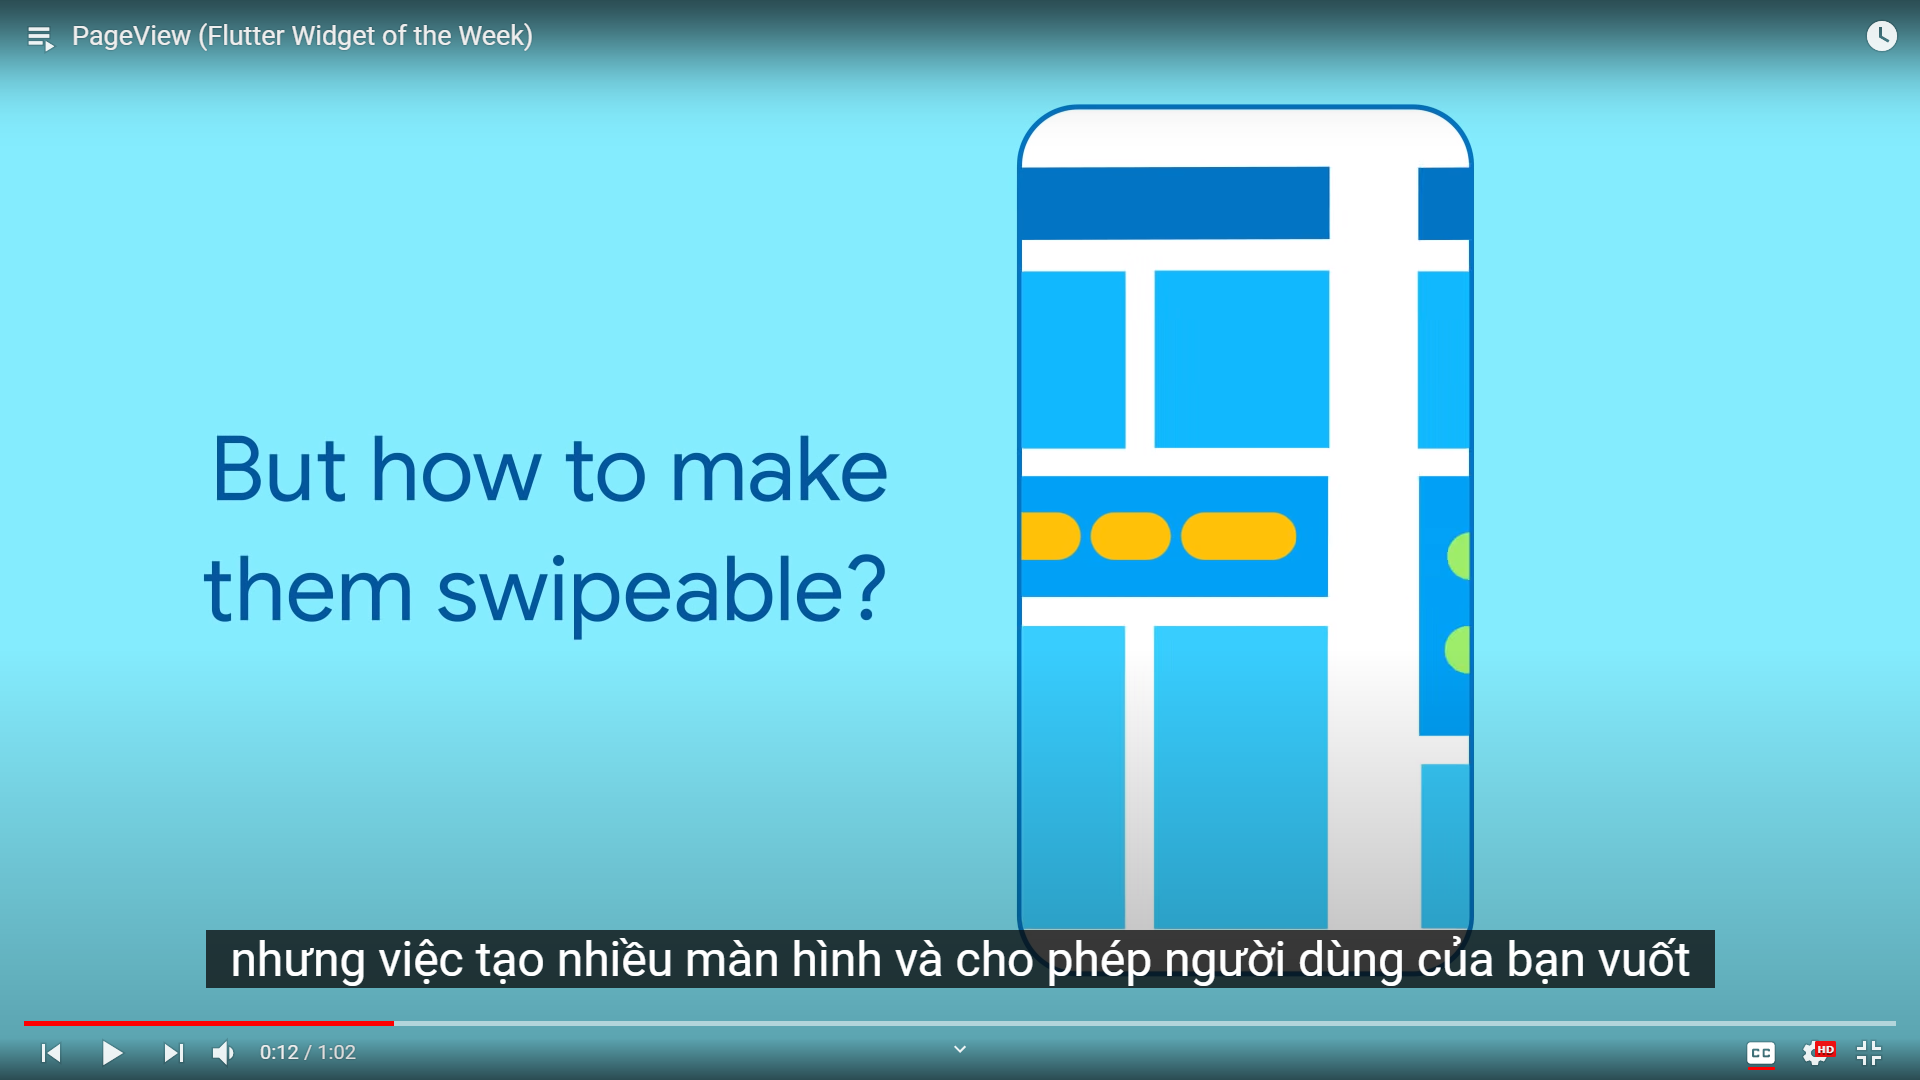 PageView (Flutter Widget of the Week)
But how to make
them swipeable?
nhưng việc tạo nhiều màn hình và cho phép người dùng của bạn vuốt
0:12 / 1:02
CC
HD